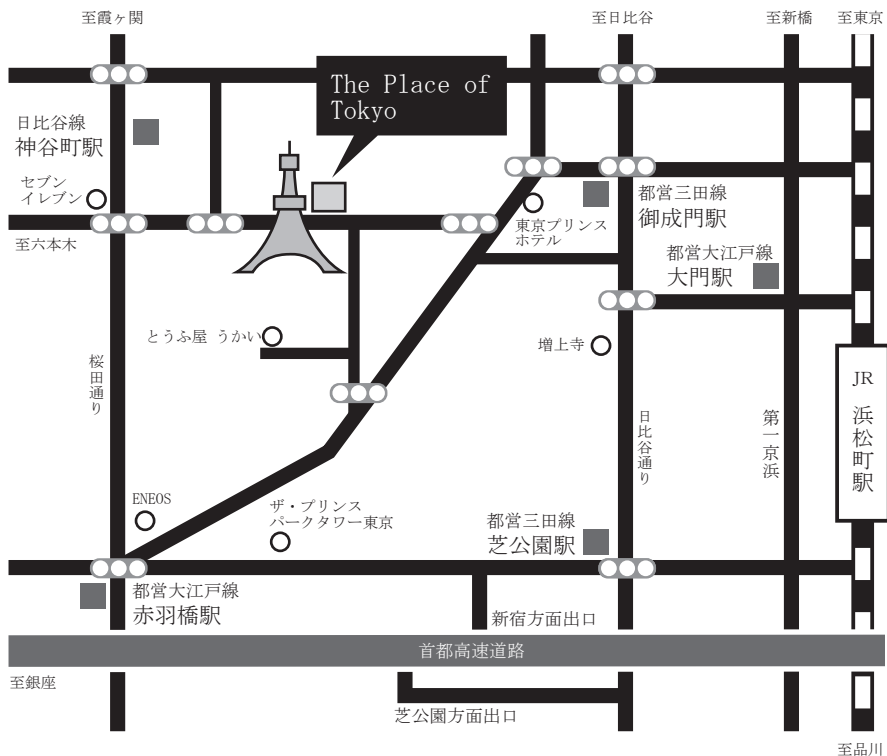 至霞ヶ関
至日比谷
至新橋
至東京
The Place of
Tokyo
日比谷線
神谷町駅
セブン
イレブン
至六本木
都営三田線
御成門駅
東京プリンス
ホテル
都営大江戸線
大門駅
とうふ屋 うかい
増上寺
桜田通り
日比谷通り
第一京浜
JR 浜松町駅
ENEOS
ザ・プリンス
パークタワー東京
都営三田線
芝公園駅
都営大江戸線
赤羽橋駅
新宿方面出口
首都高速道路
至銀座
芝公園方面出口
至品川